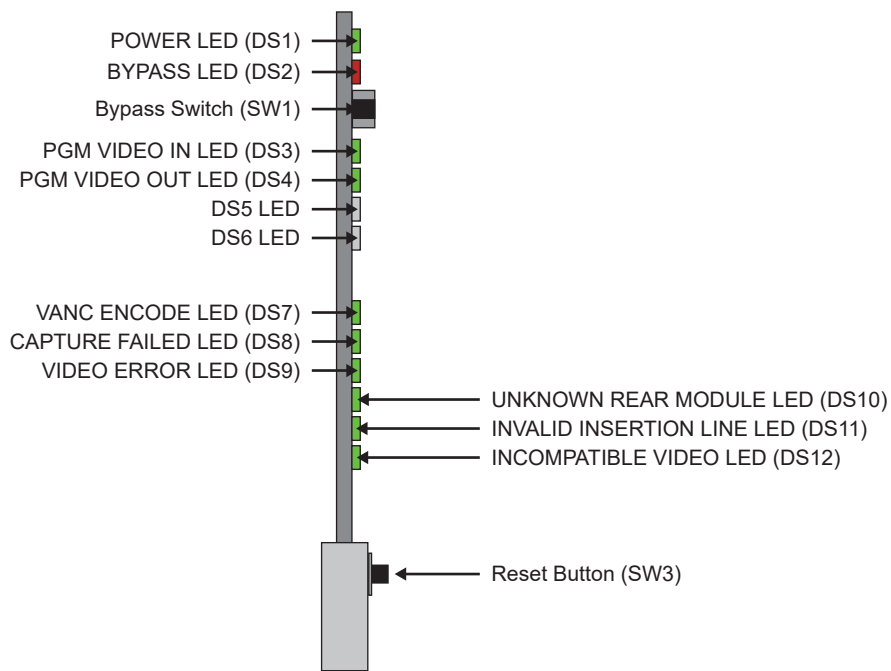 POWER LED (DS1)
BYPASS LED (DS2)
Bypass Switch (SW1)
PGM VIDEO IN LED (DS3)
PGM VIDEO OUT LED (DS4)
DS5 LED
DS6 LED
VANC ENCODE LED (DS7)
CAPTURE FAILED LED (DS8)
VIDEO ERROR LED (DS9)
UNKNOWN REAR MODULE LED (DS10)
INVALID INSERTION LINE LED (DS11)
INCOMPATIBLE VIDEO LED (DS12)
Reset Button (SW3)